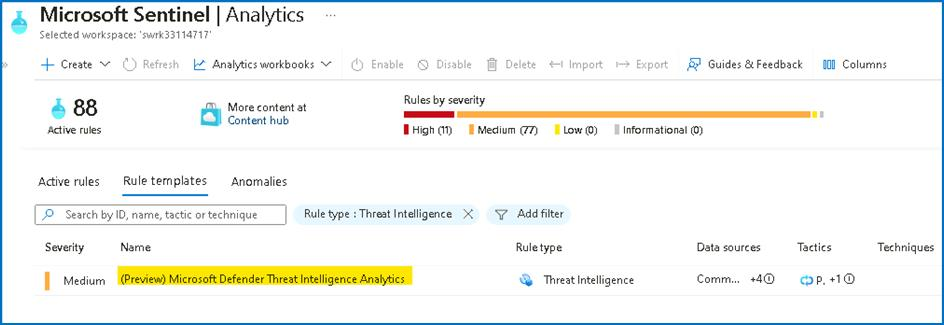 Microsoft Sentinel | Analytics ...
Selected workspace: 'swrk33114717'
» + Create Refresh Analytics workbooks Enable Disable Delete Import Export Guides & Feedback Columns
88
Active rules
More content at
Content hub
Rules by severity
High (11) Medium (77) Low (0) Informational (0)
Active rules Rule templates Anomalies
Search by ID, name, tactic or technique Rule type : Threat Intelligence Add filter
Severity Name Rule type Data sources Tactics Techniques
Medium (Preview) Microsoft Defender Threat Intelligence Analytics Threat Intelligence Comm... +4 P. +1